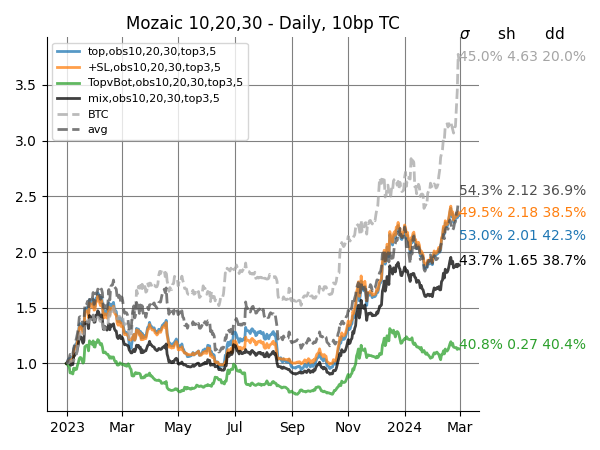 Mozaic 10,20,30 - Daily, 10bp TC
σ sh dd
top,obs10,20,30,top3,5
+SL,obs10,20,30,top3,5
TopvBot,obs10,20,30,top3,5
mix,obs10,20,30,top3,5
BTC
avg
45.0% 4.63 20.0%
54.3% 2.12 36.9%
49.5% 2.18 38.5%
53.0% 2.01 42.3%
43.7% 1.65 38.7%
40.8% 0.27 40.4%
3.5
3.0
2.5
2.0
1.5
1.0
2023 Mar May Jul Sep Nov 2024 Mar